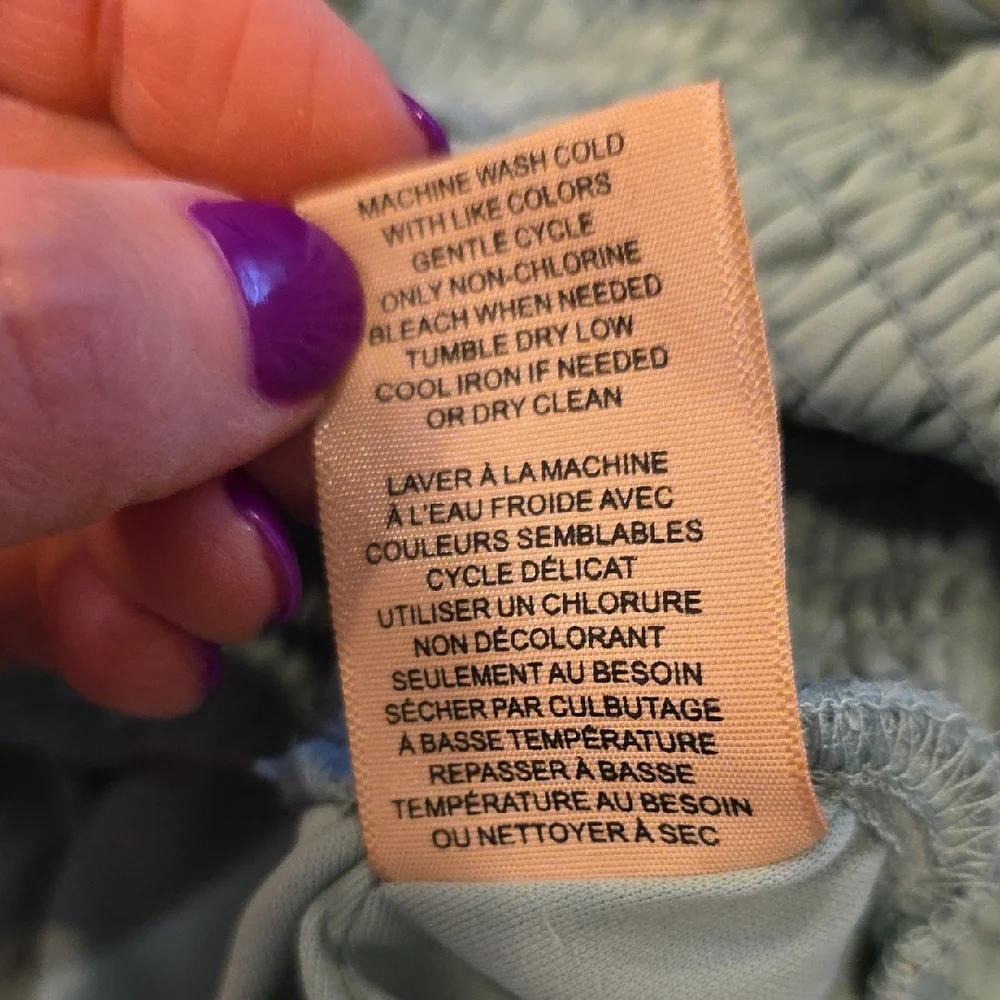 MACHINE WASH COLD
WITH LIKE COLORS
GENTLE CYCLE
ONLY NON-CHLORINE
BLEACH WHEN NEEDED
TUMBLE DRY LOW
COOL IRON IF NEEDED
OR DRY CLEAN
LAVER À LA MACHINE
À L'EAU FROIDE AVEC
COULEURS SEMBLABLES
CYCLE DÉLICAT
UTILISER UN CHLORURE
NON DÉCOLORANT
SEULEMENT AU BESOIN
SÉCHER PAR CULBUTAGE
À BASSE TEMPÉRATURE
REPASSER À BASSE
TEMPÉRATURE AU BESOIN
OU NETTOYER À SEC